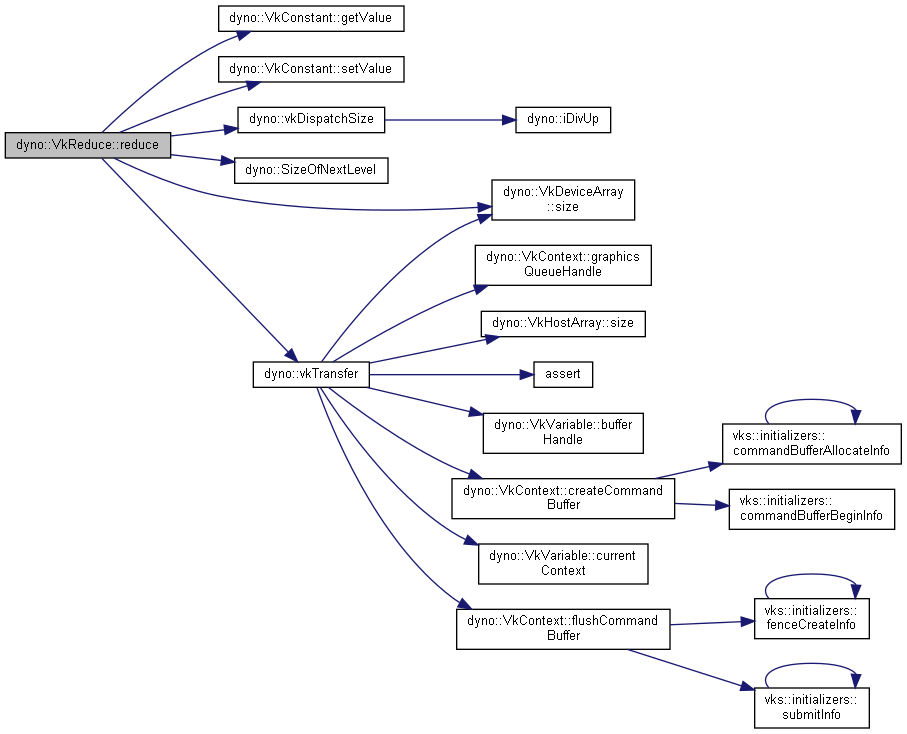 dyno::VkConstant::getValue
dyno::VkConstant::setValue
dyno::vkDispatchSize
dyno::iDivUp
dyno::VkReduce::reduce
dyno::SizeOfNextLevel
dyno::VkDeviceArray
::size
dyno::VkContext::graphics
QueueHandle
dyno::VkHostArray::size
dyno::vkTransfer
assert
dyno::VkVariable::buffer
Handle
vks::initializers::
commandBufferAllocateInfo
dyno::VkContext::createCommand
Buffer
vks::initializers::
commandBufferBeginInfo
dyno::VkVariable::current
Context
vks::initializers::
fenceCreateInfo
dyno::VkContext::flushCommand
Buffer
vks::initializers::
submitInfo